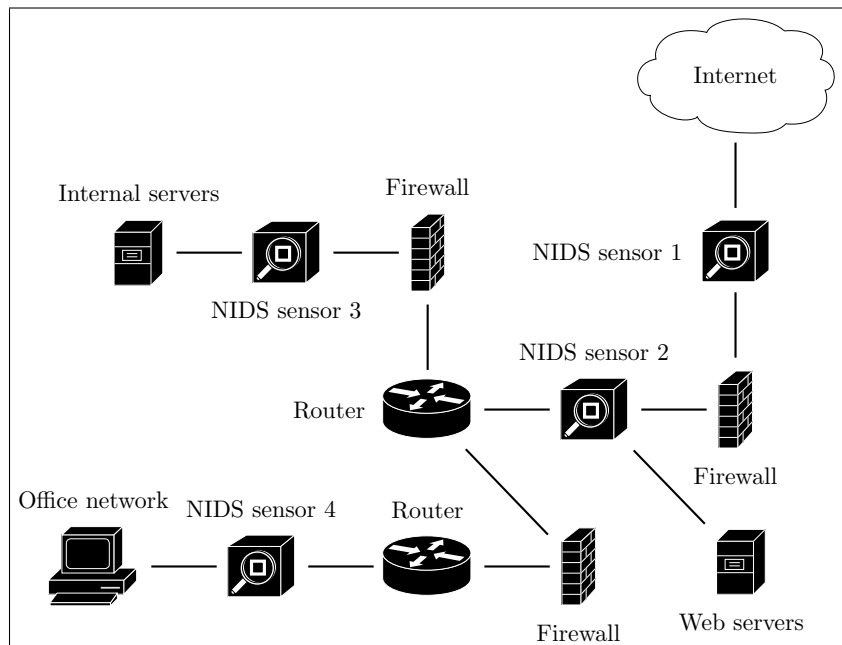 Internet
Internal servers
Firewall
NIDS sensor 1
NIDS sensor 3
NIDS sensor 2
Router
Firewall
Office network
NIDS sensor 4
Router
Firewall
Web servers